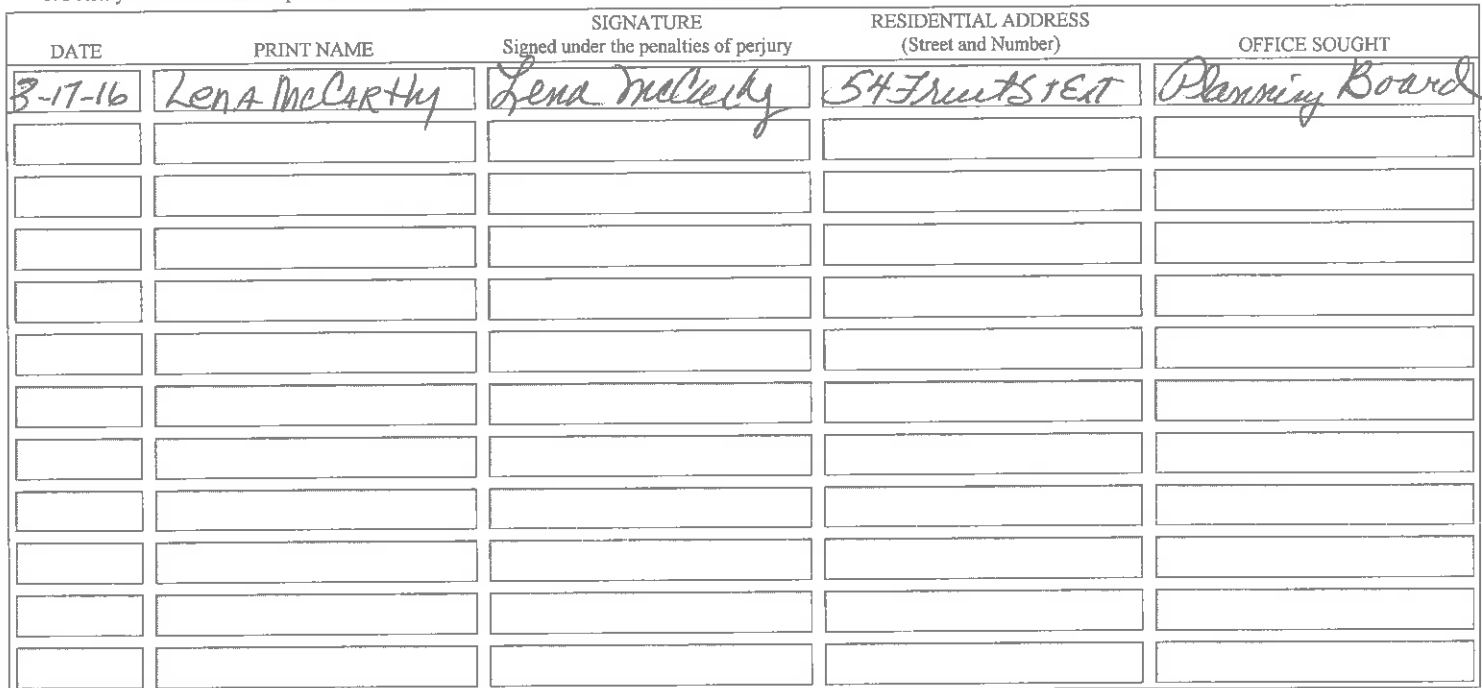 SIGNATURE
RESIDENTIAL ADDRESS
DATE PRINT NAME Signed under the penalties of perjury (Street and Number) OFFICE SOUGHT
3-17-16 LenA McCARtHy Lena McCarthy 54 Fruit St Ext Planning Board